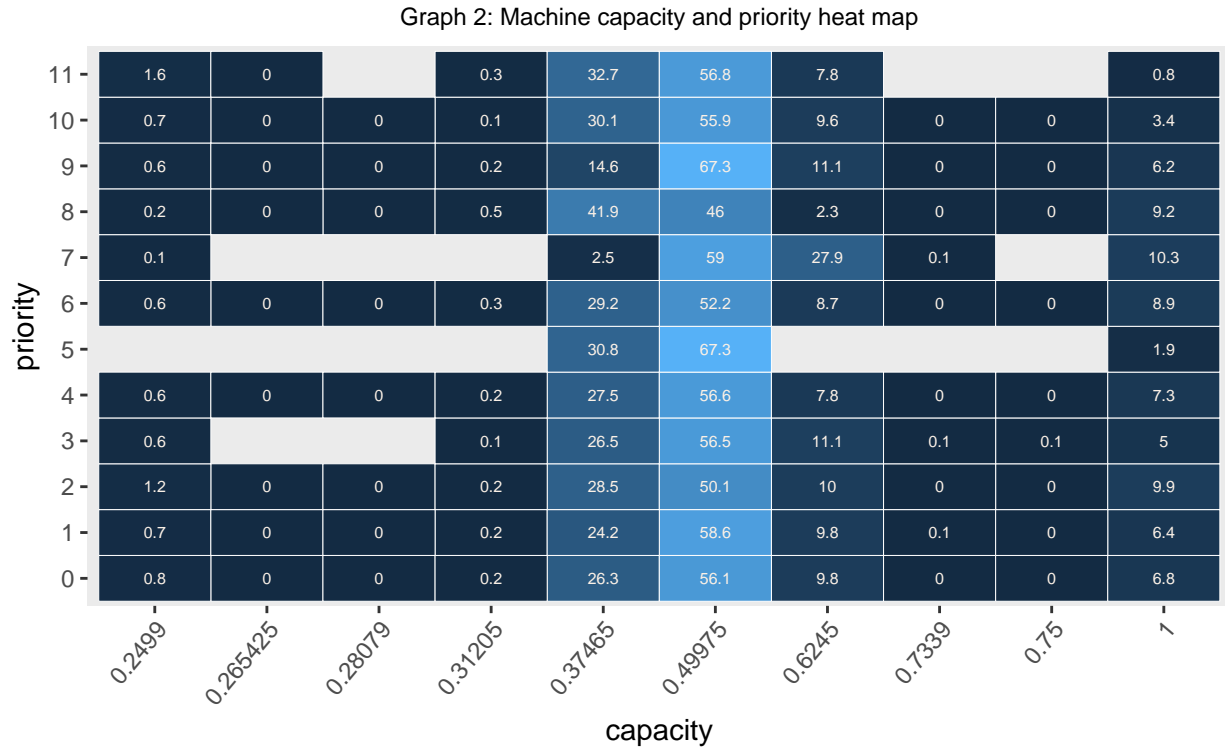 Graph 2: Machine capacity and priority heat map
priority
11 1.6 0 0.3 32.7 56.8 7.8 0.8
10 0.7 0 0 0.1 30.1 55.9 9.6 0 0 3.4
9 0.6 0 0 0.2 14.6 67.3 11.1 0 0 6.2
8 0.2 0 0 0.5 41.9 46 2.3 0 0 9.2
7 0.1 2.5 59 27.9 0.1 10.3
6 0.6 0 0 0.3 29.2 52.2 8.7 0 0 8.9
5 30.8 67.3 1.9
4 0.6 0 0 0.2 27.5 56.6 7.8 0 0 7.3
3 0.6 0.1 26.5 56.5 11.1 0.1 0.1 5
2 1.2 0 0 0.2 28.5 50.1 10 0 0 9.9
1 0.7 0 0 0.2 24.2 58.6 9.8 0.1 0 6.4
0 0.8 0 0 0.2 26.3 56.1 9.8 0 0 6.8
0.2499 0.265425 0.28079 0.31205 0.37465 0.49975 0.6245 0.7339 0.75 1
capacity